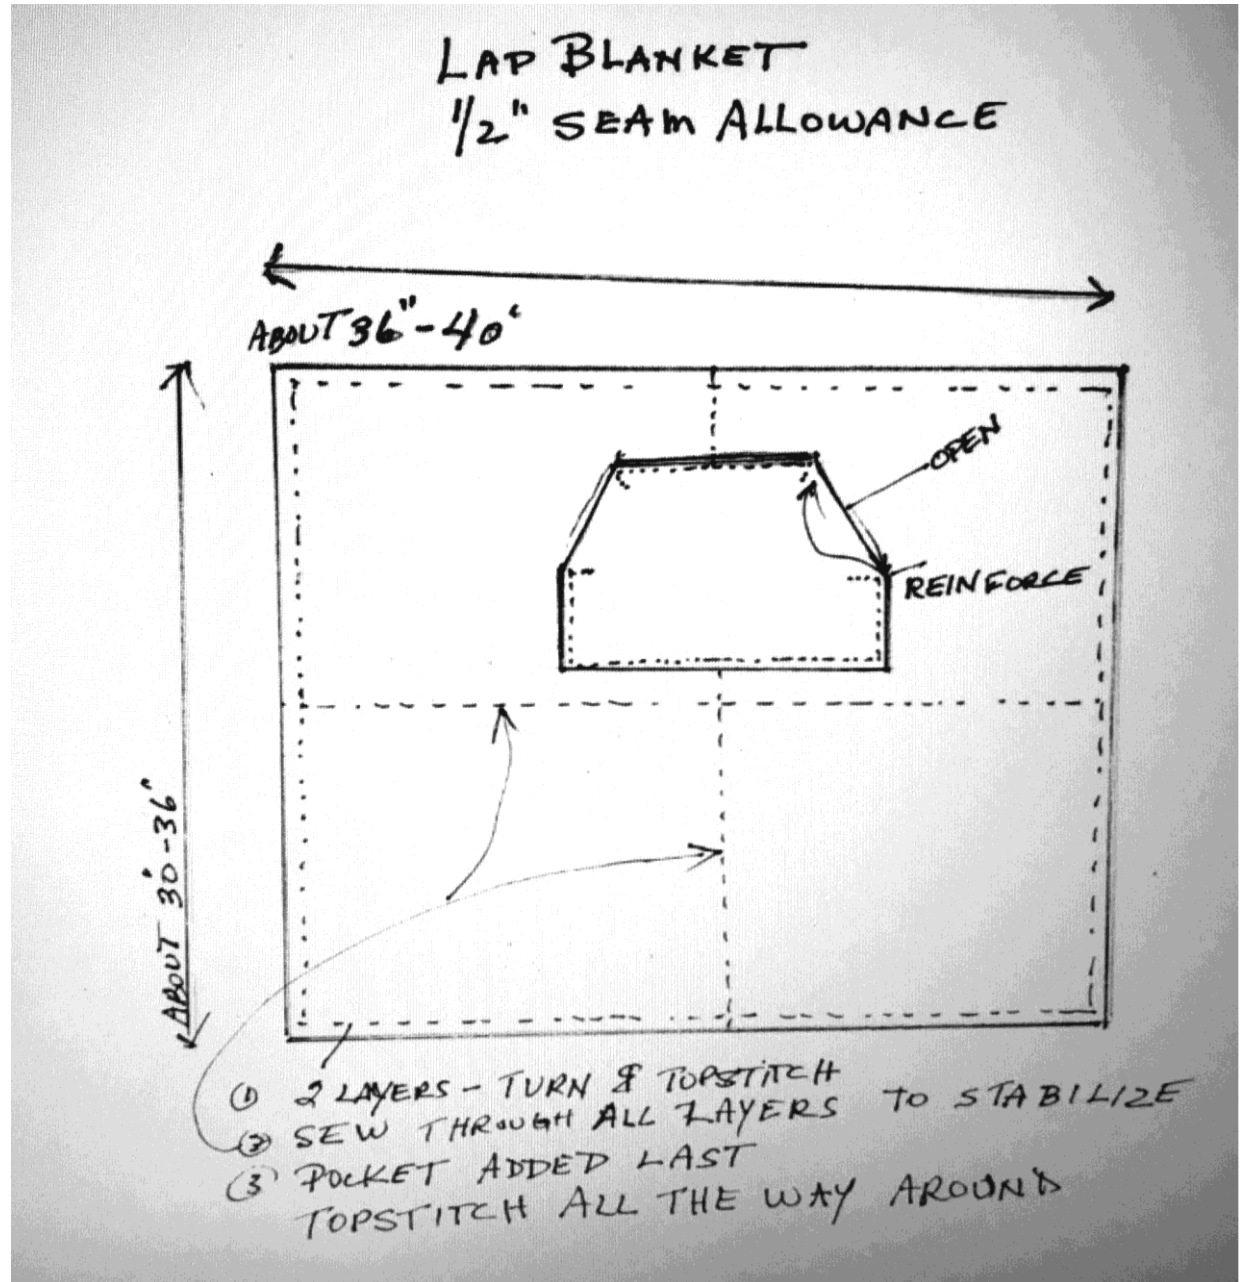 LAP BLANKET
1/2" SEAM ALLOWANCE
ABOUT 36"-40'
OPEN
REINFORCE
ABOUT 30"-36"
① 2 LAYERS - TURN & TOPSTITCH
② SEW THROUGH ALL LAYERS TO STABILIZE
③ POCKET ADDED LAST
TOPSTITCH ALL THE WAY AROUND